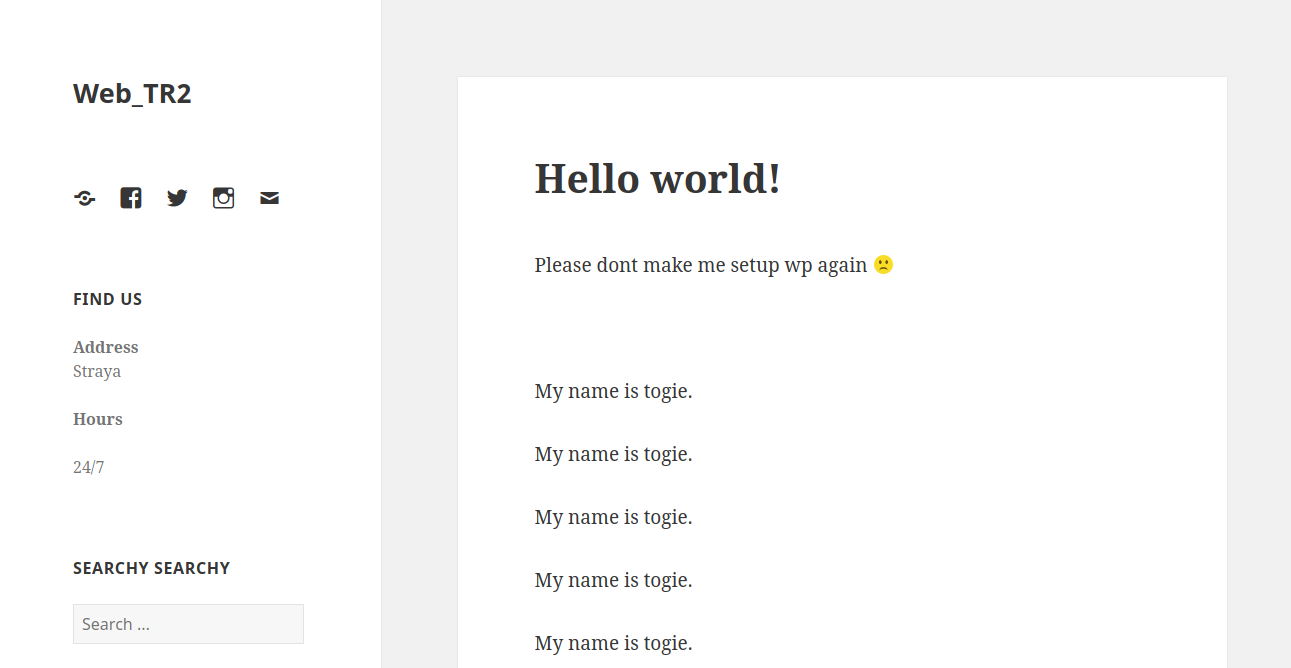 Web_TR2
FIND US
Address
Straya
Hours
24/7
SEARCHY SEARCHY
Search ...
Hello world!
Please dont make me setup wp again 🙁
My name is togie.
My name is togie.
My name is togie.
My name is togie.
My name is togie.